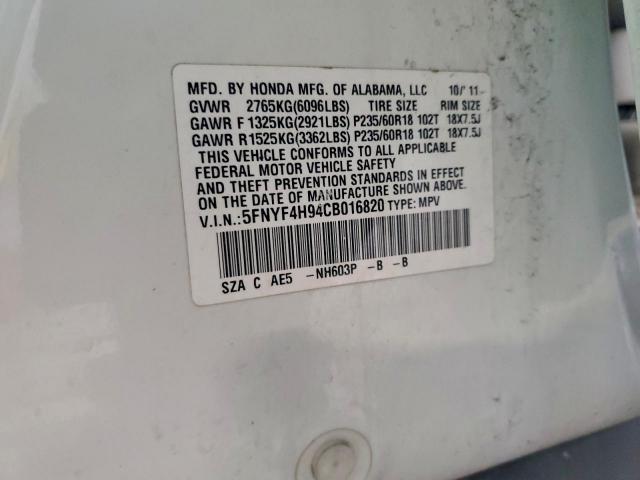 MFD. BY HONDA MFG. OF ALABAMA, LLC 10/ 11
GVWR 2765KG(6096LBS) TIRE SIZE RIM SIZE
GAWR F 1325KG(2921LBS) P235/60R18 102T 18X7.5J
GAWR R 1525KG(3362LBS) P235/60R18 102T 18X7.5J
THIS VEHICLE CONFORMS TO ALL APPLICABLE
FEDERAL MOTOR VEHICLE SAFETY
AND THEFT PREVENTION STANDARDS IN EFFECT
ON THE DATE OF MANUFACTURE SHOWN ABOVE.
V.I.N.:5FNYF4H94CB016820 TYPE: MPV
SZA C AE5 -NH603P -B -B